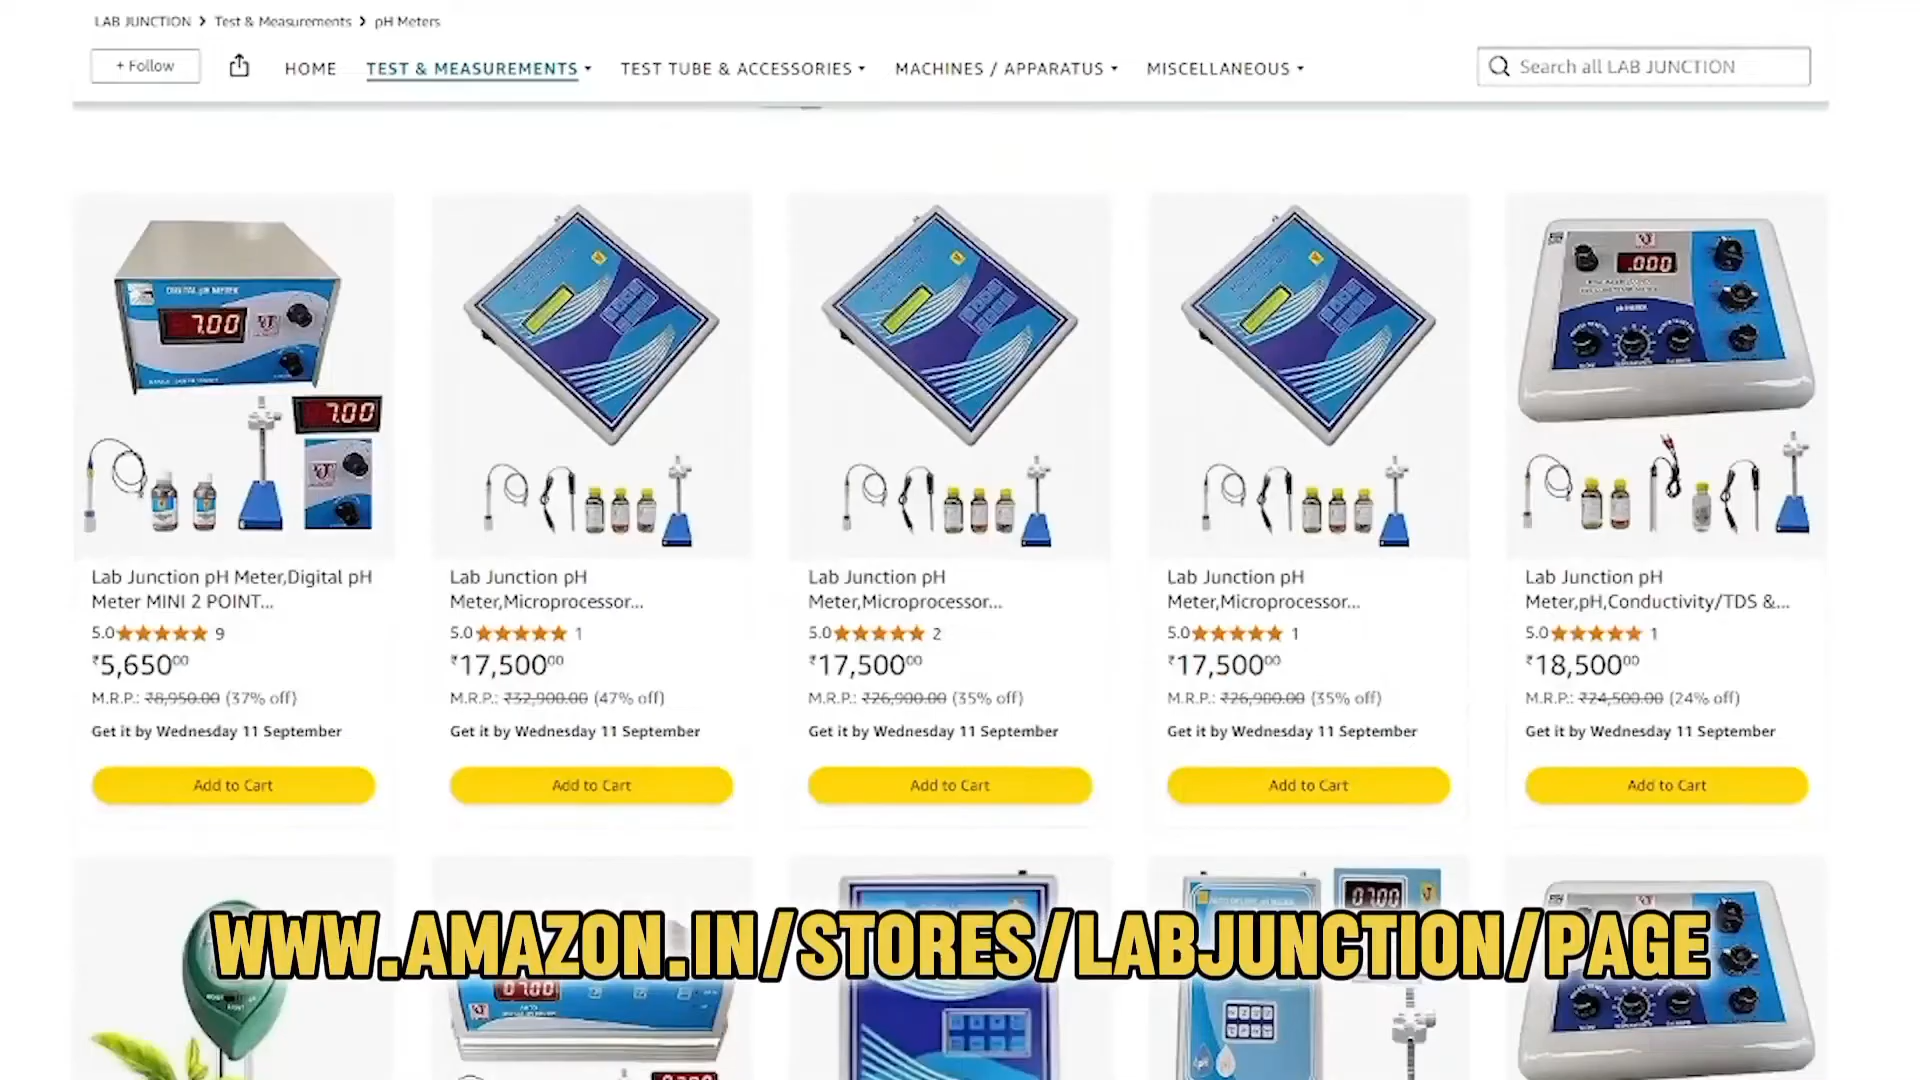 LAB JUNCTION > Test & Measurements > pH Meters
+ Follow
HOME
TEST & MEASUREMENTS
TEST TUBE & ACCESSORIES
MACHINES / APPARATUS
MISCELLANEOUS
Search all LAB JUNCTION
DIGITAL pH METER
7.00
7.00
.000
pH METER
Lab Junction pH Meter,Digital pH
Meter MINI 2 POINT...
5.0 9
₹5,65000
M.R.P.: ₹8,950.00 (37% off)
Get it by Wednesday 11 September
Add to Cart
Lab Junction pH
Meter,Microprocessor...
5.0 1
₹17,50000
M.R.P.: ₹32,900.00 (47% off)
Get it by Wednesday 11 September
Add to Cart
Lab Junction pH
Meter,Microprocessor...
5.0 2
₹17,50000
M.R.P.: ₹26,900.00 (35% off)
Get it by Wednesday 11 September
Add to Cart
Lab Junction pH
Meter,Microprocessor...
5.0 1
₹17,50000
M.R.P.: ₹26,900.00 (35% off)
Get it by Wednesday 11 September
Add to Cart
Lab Junction pH
Meter,pH,Conductivity/TDS &...
5.0 1
₹18,50000
M.R.P.: ₹24,500.00 (24% off)
Get it by Wednesday 11 September
Add to Cart
07.00
WWW.AMAZON.IN/STORES/LABJUNCTION/PAGE
07.00
pH